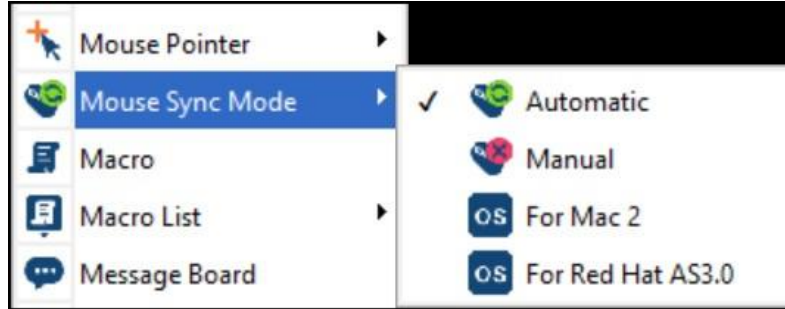 Mouse Pointer
Mouse Sync Mode
Macro
Macro List
Message Board
Automatic
Manual
OS For Mac 2
OS For Red Hat AS3.0